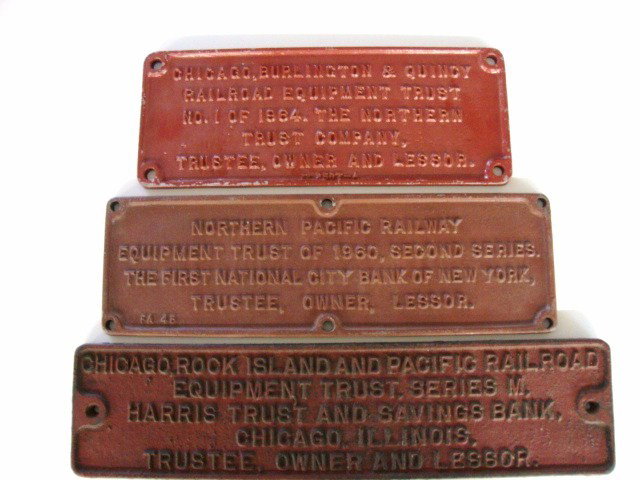 CHICAGO, BURLINGTON & QUINCY
RAILROAD EQUIPMENT TRUST
NO. 1 OF 1964. THE NORTHERN
TRUST COMPANY,
TRUSTEE, OWNER AND LESSOR.
NORTHERN PACIFIC RAILWAY
EQUIPMENT TRUST OF 1960, SECOND SERIES.
THE FIRST NATIONAL CITY BANK OF NEW YORK,
TRUSTEE, OWNER, LESSOR.
CHICAGO, ROCK ISLAND AND PACIFIC RAILROAD
EQUIPMENT TRUST, SERIES M.
HARRIS TRUST AND SAVINGS BANK,
CHICAGO, ILLINOIS,
TRUSTEE, OWNER AND LESSOR.